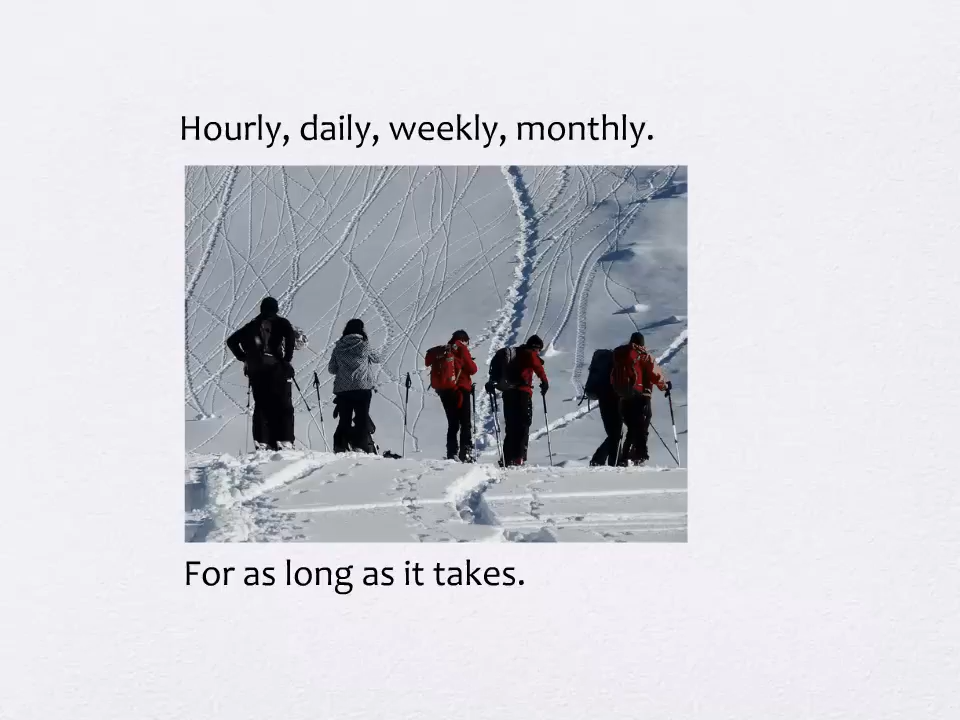 Hourly, daily, weekly, monthly.
For as long as it takes.